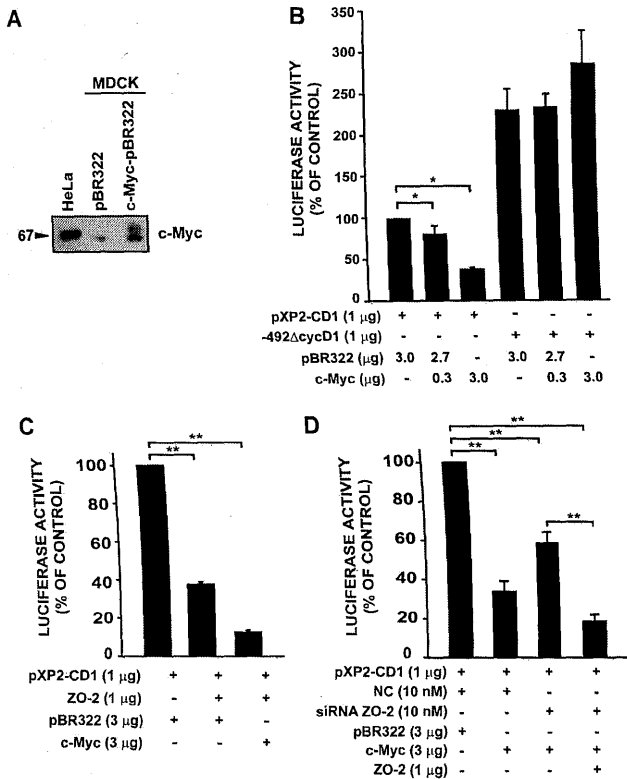 A
MDCK
HeLa
pBR322
c-Myc-pBR322
67
c-Myc
B
LUCIFERASE ACTIVITY
(% OF CONTROL)
350
300
250
200
150
100
50
0
*
*
pXP2-CD1 (1 µg) + + + - - -
-492ΔcycD1 (1 µg) - - - + + +
pBR322 (µg) 3.0 2.7 - 3.0 2.7 -
c-Myc (µg) - 0.3 3.0 - 0.3 3.0
C
LUCIFERASE ACTIVITY
(% OF CONTROL)
100
80
60
40
20
0
**
**
pXP2-CD1 (1 µg) + + +
ZO-2 (1 µg) - + +
pBR322 (3 µg) + + -
c-Myc (3 µg) - - +
D
LUCIFERASE ACTIVITY
(% OF CONTROL)
100
80
60
40
20
**
**
**
**
pXP2-CD1 (1 µg) + + + +
NC (10 nM) + + - -
siRNA ZO-2 (10 nM) - - + +
pBR322 (3 µg) + - - -
c-Myc (3 µg) - + + +
ZO-2 (1 µg) - - - +